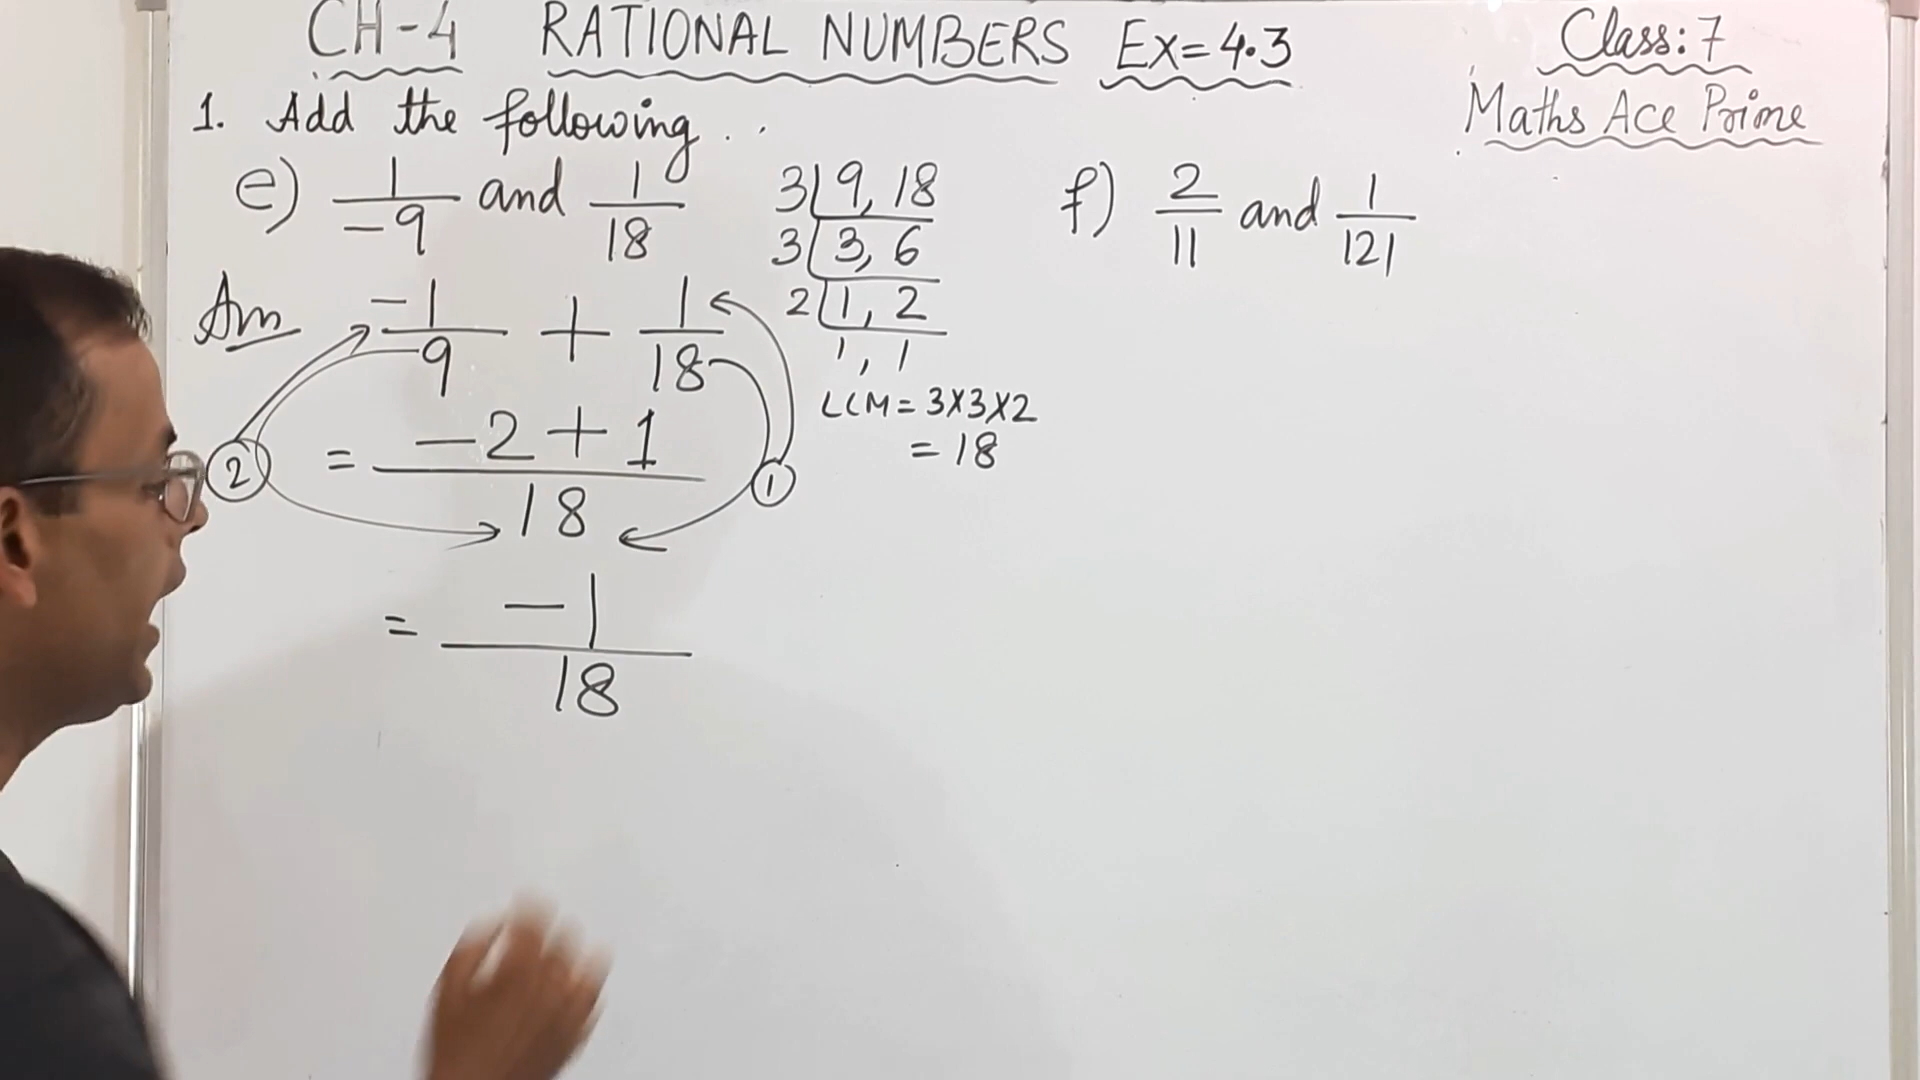 CH-4 RATIONAL NUMBERS Ex=4.3
Class: 7
Maths Ace Prime
1. Add the following..
e) 1/-9 and 1/18
Ans -1/9 + 1/18
② = -2+1/18 ①
= -1/18
3 | 9, 18
3 | 3, 6
2 | 1, 2
1, 1
LCM = 3×3×2
= 18
f) 2/11 and 1/121